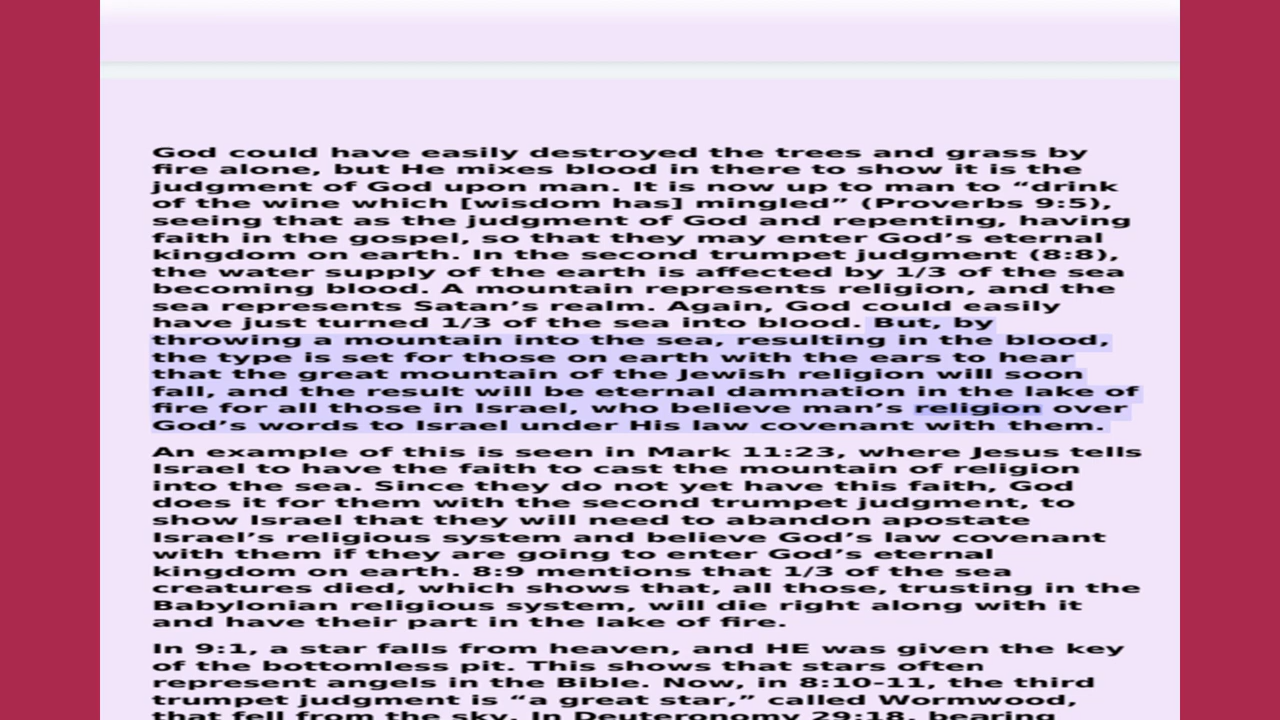 God could have easily destroyed the trees and grass by
fire alone, but He mixes blood in there to show it is the
judgment of God upon man. It is now up to man to “drink
of the wine which [wisdom has] mingled” (Proverbs 9:5),
seeing that as the judgment of God and repenting, having
faith in the gospel, so that they may enter God’s eternal
kingdom on earth. In the second trumpet judgment (8:8),
the water supply of the earth is affected by 1/3 of the sea
becoming blood. A mountain represents religion, and the
sea represents Satan’s realm. Again, God could easily
have just turned 1/3 of the sea into blood. But, by
throwing a mountain into the sea, resulting in the blood,
the type is set for those on earth with the ears to hear
that the great mountain of the Jewish religion will soon
fall, and the result will be eternal damnation in the lake of
fire for all those in Israel, who believe man’s religion over
God’s words to Israel under His law covenant with them.
An example of this is seen in Mark 11:23, where Jesus tells
Israel to have the faith to cast the mountain of religion
into the sea. Since they do not yet have this faith, God
does it for them with the second trumpet judgment, to
show Israel that they will need to abandon apostate
Israel’s religious system and believe God’s law covenant
with them if they are going to enter God’s eternal
kingdom on earth. 8:9 mentions that 1/3 of the sea
creatures died, which shows that, all those, trusting in the
Babylonian religious system, will die right along with it
and have their part in the lake of fire.
In 9:1, a star falls from heaven, and HE was given the key
of the bottomless pit. This shows that stars often
represent angels in the Bible. Now, in 8:10-11, the third
trumpet judgment is “a great star,” called Wormwood,
that fell from the sky. In Deuteronomy 29:18, bearing